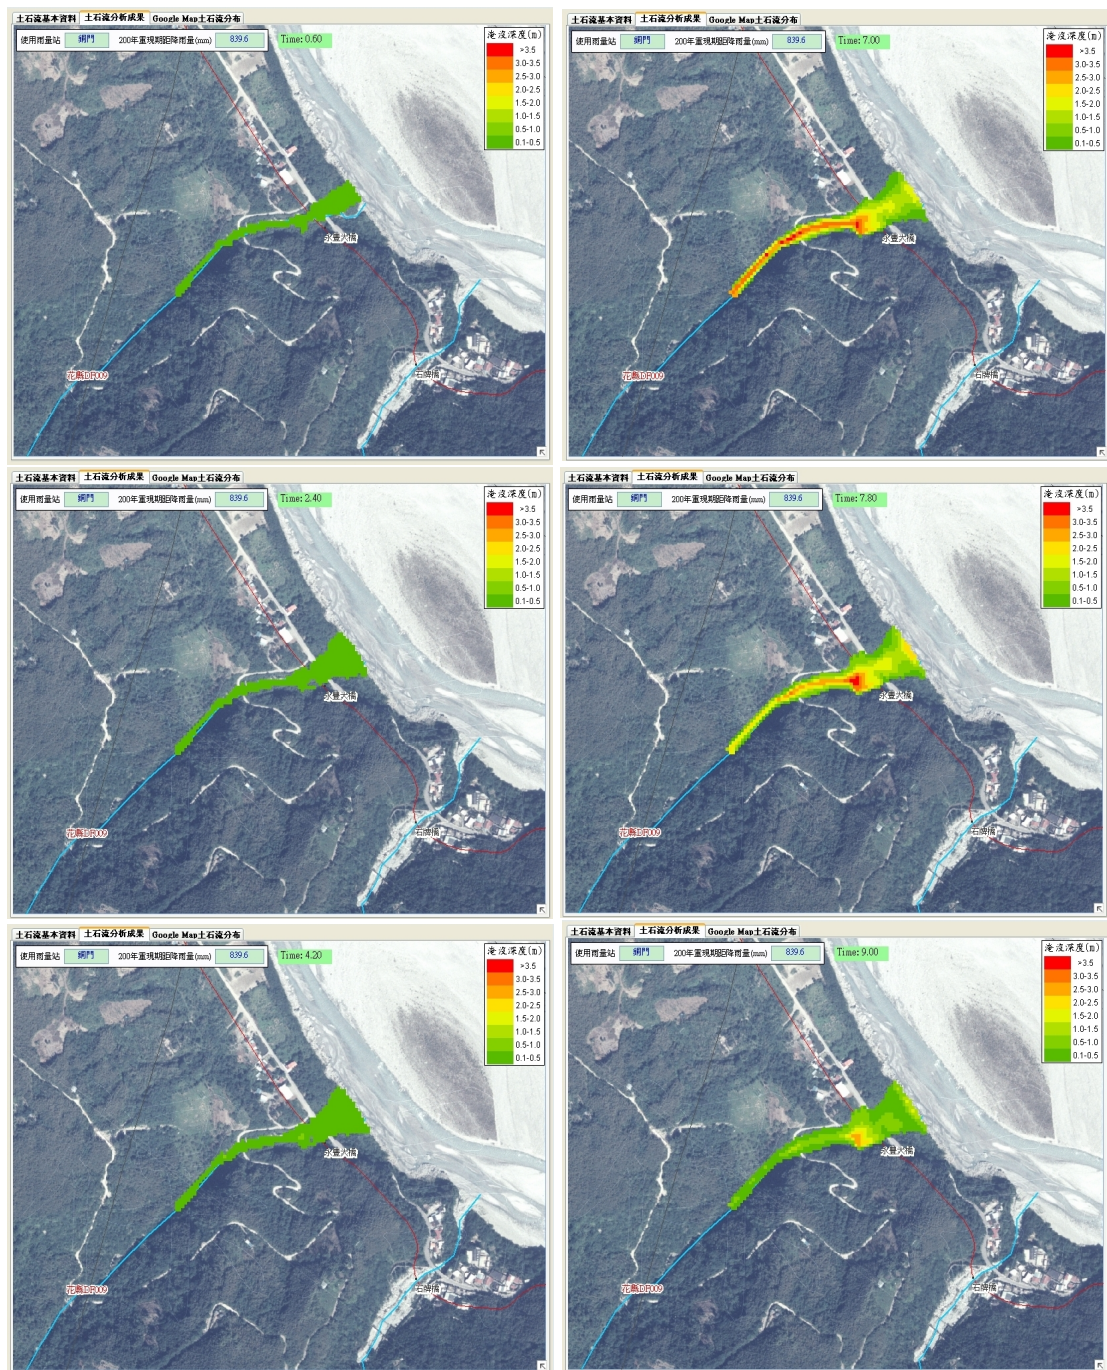 土石流基本資料 土石流分析成果 Google Map土石流分布
使用雨量站 銅門 200年重現期距降雨量(mm) 839.6 Time: 0.60
淹沒深度(m)
>3.5
3.0-3.5
2.5-3.0
2.0-2.5
1.5-2.0
1.0-1.5
0.5-1.0
0.1-0.5
永豐大橋
花縣DF009
石牌橋
土石流基本資料 土石流分析成果 Google Map土石流分布
使用雨量站 銅門 200年重現期距降雨量(mm) 839.6 Time: 7.00
淹沒深度(m)
>3.5
3.0-3.5
2.5-3.0
2.0-2.5
1.5-2.0
1.0-1.5
0.5-1.0
0.1-0.5
永豐大橋
花縣DF009
石牌橋
土石流基本資料 土石流分析成果 Google Map土石流分布
使用雨量站 銅門 200年重現期距降雨量(mm) 839.6 Time: 2.40
淹沒深度(m)
>3.5
3.0-3.5
2.5-3.0
2.0-2.5
1.5-2.0
1.0-1.5
0.5-1.0
0.1-0.5
永豐大橋
花縣DF009
石牌橋
土石流基本資料 土石流分析成果 Google Map土石流分布
使用雨量站 銅門 200年重現期距降雨量(mm) 839.6 Time: 7.80
淹沒深度(m)
>3.5
3.0-3.5
2.5-3.0
2.0-2.5
1.5-2.0
1.0-1.5
0.5-1.0
0.1-0.5
永豐大橋
花縣DF009
石牌橋
土石流基本資料 土石流分析成果 Google Map土石流分布
使用雨量站 銅門 200年重現期距降雨量(mm) 839.6 Time: 4.20
淹沒深度(m)
>3.5
3.0-3.5
2.5-3.0
2.0-2.5
1.5-2.0
1.0-1.5
0.5-1.0
0.1-0.5
永豐大橋
花縣DF009
石牌橋
土石流基本資料 土石流分析成果 Google Map土石流分布
使用雨量站 銅門 200年重現期距降雨量(mm) 839.6 Time: 9.00
淹沒深度(m)
>3.5
3.0-3.5
2.5-3.0
2.0-2.5
1.5-2.0
1.0-1.5
0.5-1.0
0.1-0.5
永豐大橋
花縣DF009
石牌橋